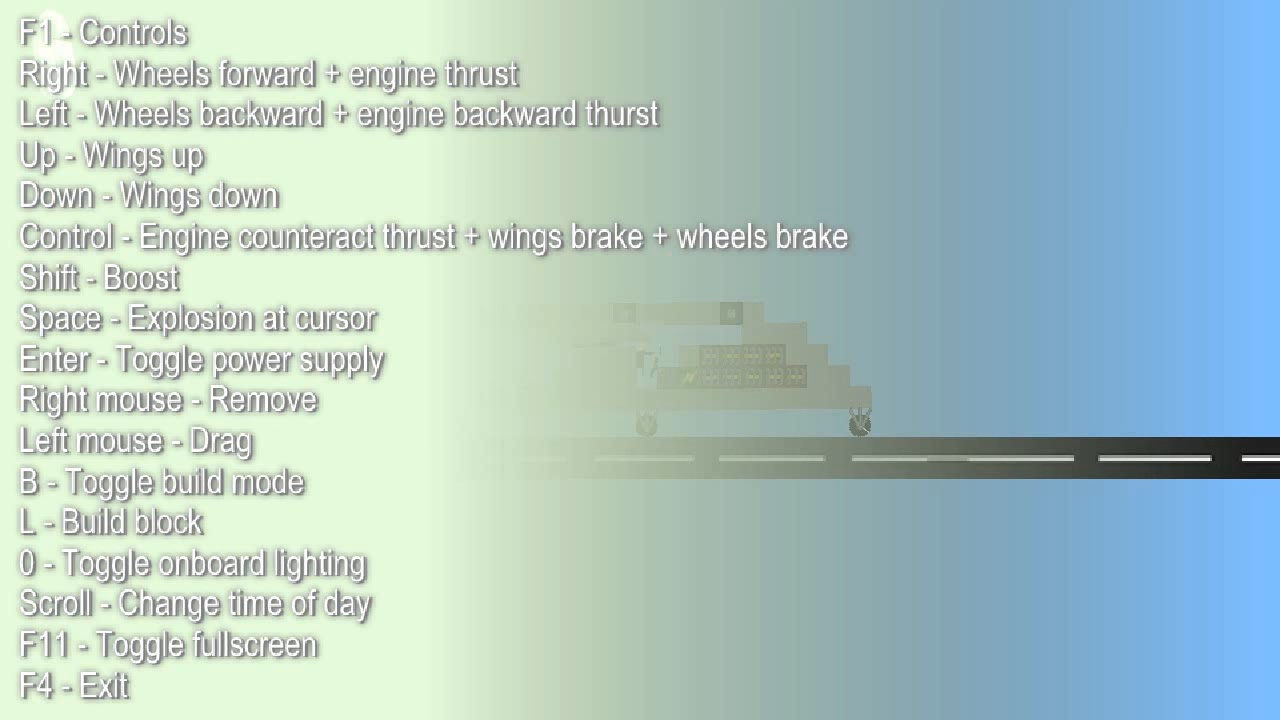 F1 - Controls
Right - Wheels forward + engine thrust
Left - Wheels backward + engine backward thurst
Up - Wings up
Down - Wings down
Control - Engine counteract thrust + wings brake + wheels brake
Shift - Boost
Space - Explosion at cursor
Enter - Toggle power supply
Right mouse - Remove
Left mouse - Drag
B - Toggle build mode
L - Build block
0 - Toggle onboard lighting
Scroll - Change time of day
F11 - Toggle fullscreen
F4 - Exit